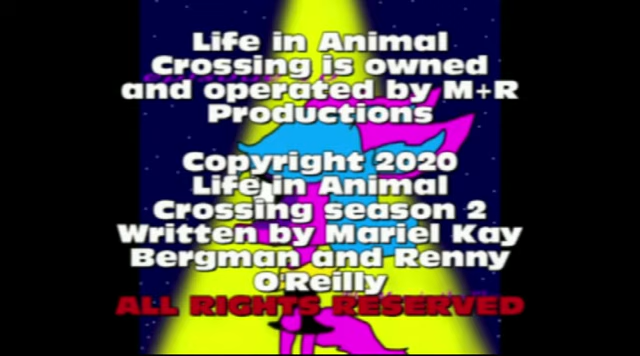 Life in Animal
Crossing is owned
and operated by M+R
Productions
Copyright 2020
Life in Animal
Crossing season 2
Written by Mariel Kay
Bergman and Renny
O'Reilly
ALL RIGHTS RESERVED